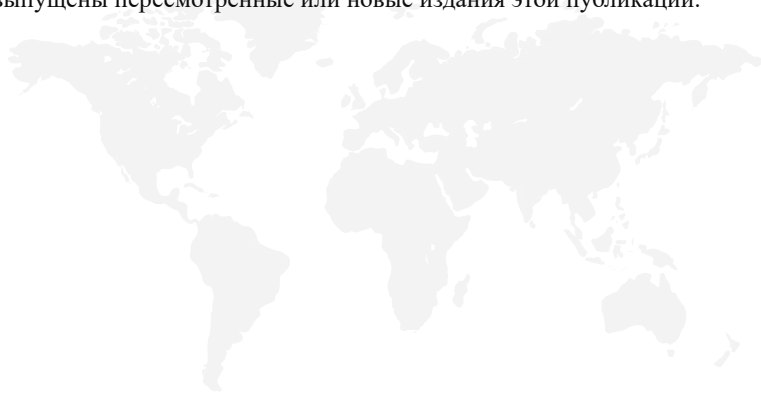 выпущены пересмотренные или новые издания этой публикации.